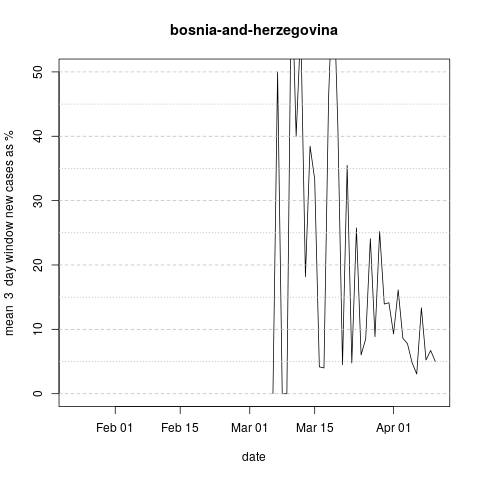 bosnia-and-herzegovina
mean 3 day window new cases as %
50
40
30
20
10
0
Feb 01 Feb 15 Mar 01 Mar 15 Apr 01
date